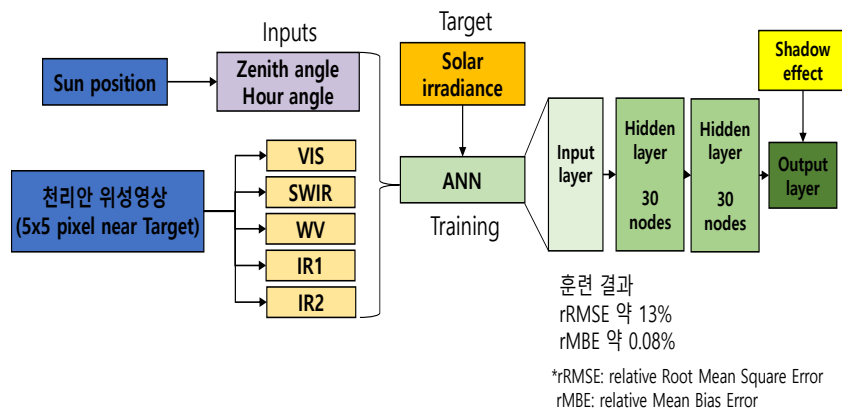 Inputs
Target
Sun position
Zenith angle
Hour angle
Solar
irradiance
Shadow
effect
천리안 위성영상
(5x5 pixel near Target)
VIS
SWIR
WV
IR1
IR2
ANN
Training
Input
layer
Hidden
layer
30
nodes
Hidden
layer
30
nodes
Output
layer
훈련 결과
rRMSE 약 13%
rMBE 약 0.08%
*rRMSE: relative Root Mean Square Error
rMBE: relative Mean Bias Error